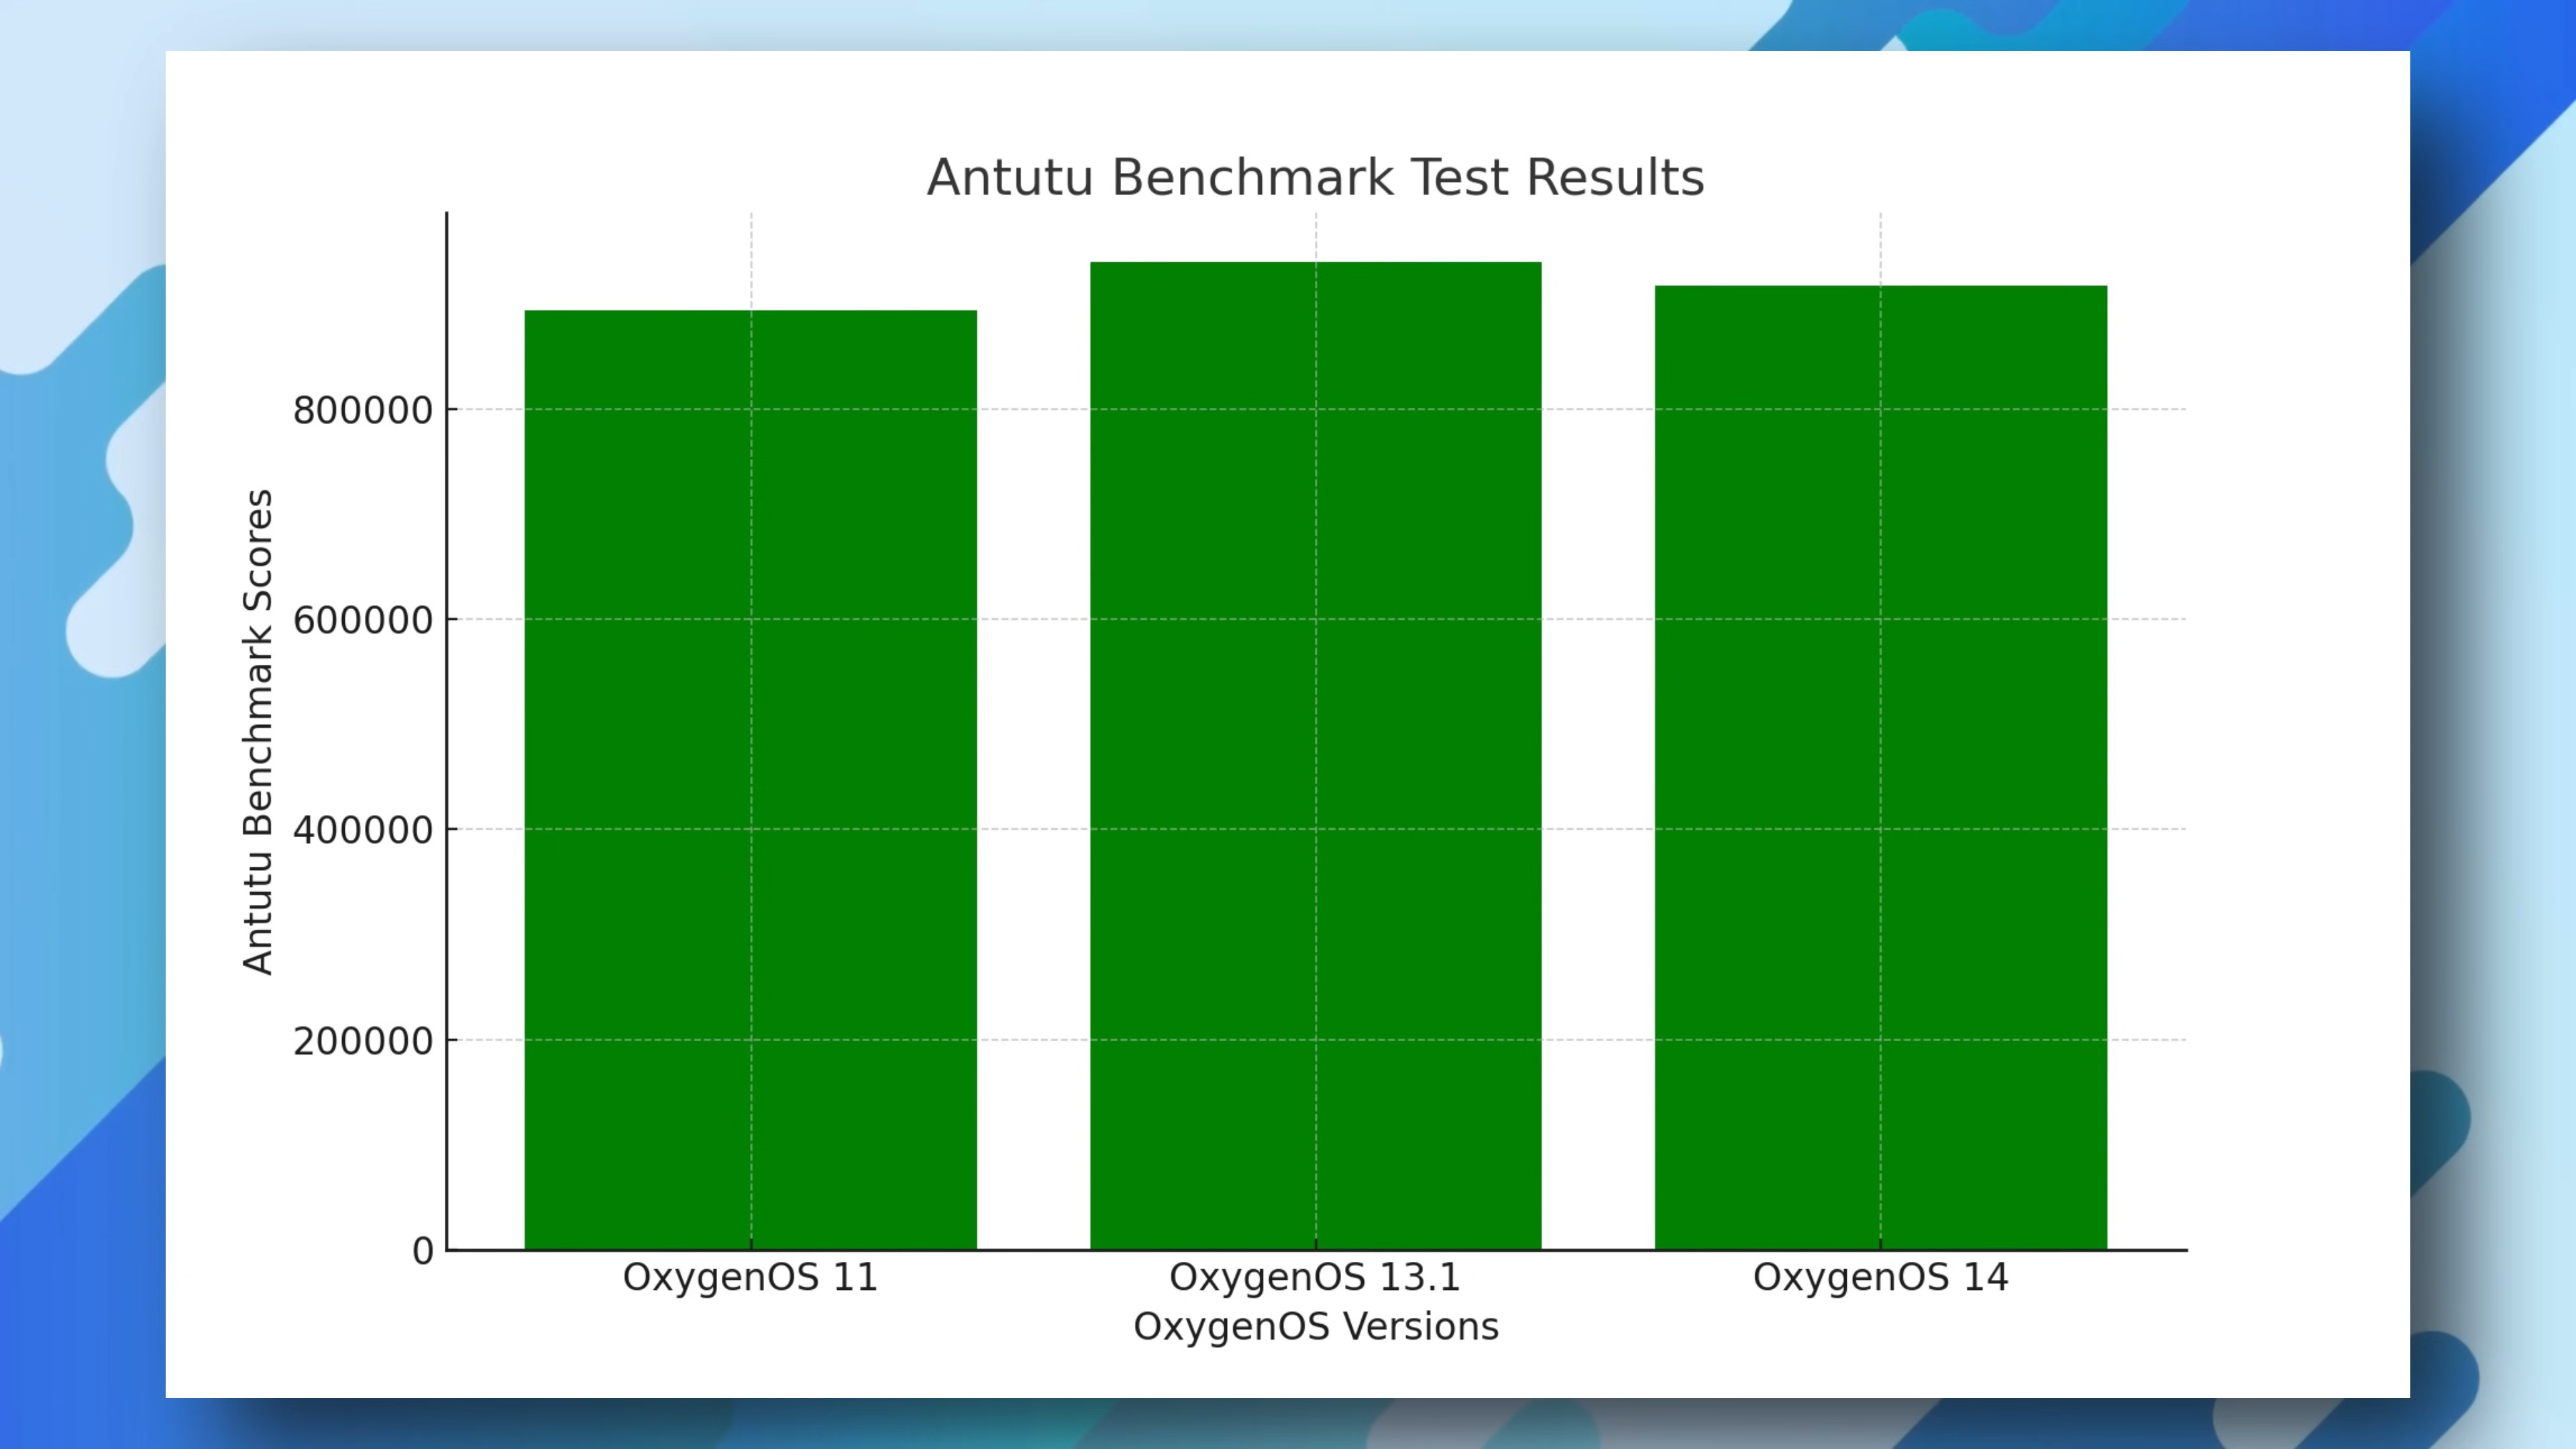 Antutu Benchmark Test Results
Antutu Benchmark Scores
800000
600000
400000
200000
0
OxygenOS 11
OxygenOS 13.1
OxygenOS 14
OxygenOS Versions